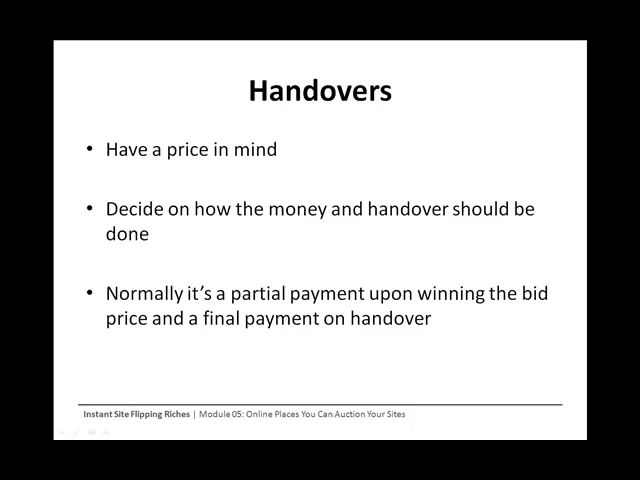 Handovers
• Have a price in mind
• Decide on how the money and handover should be
done
• Normally it's a partial payment upon winning the bid
price and a final payment on handover
Instant Site Flipping Riches | Module 05: Online Places You Can Auction Your Sites